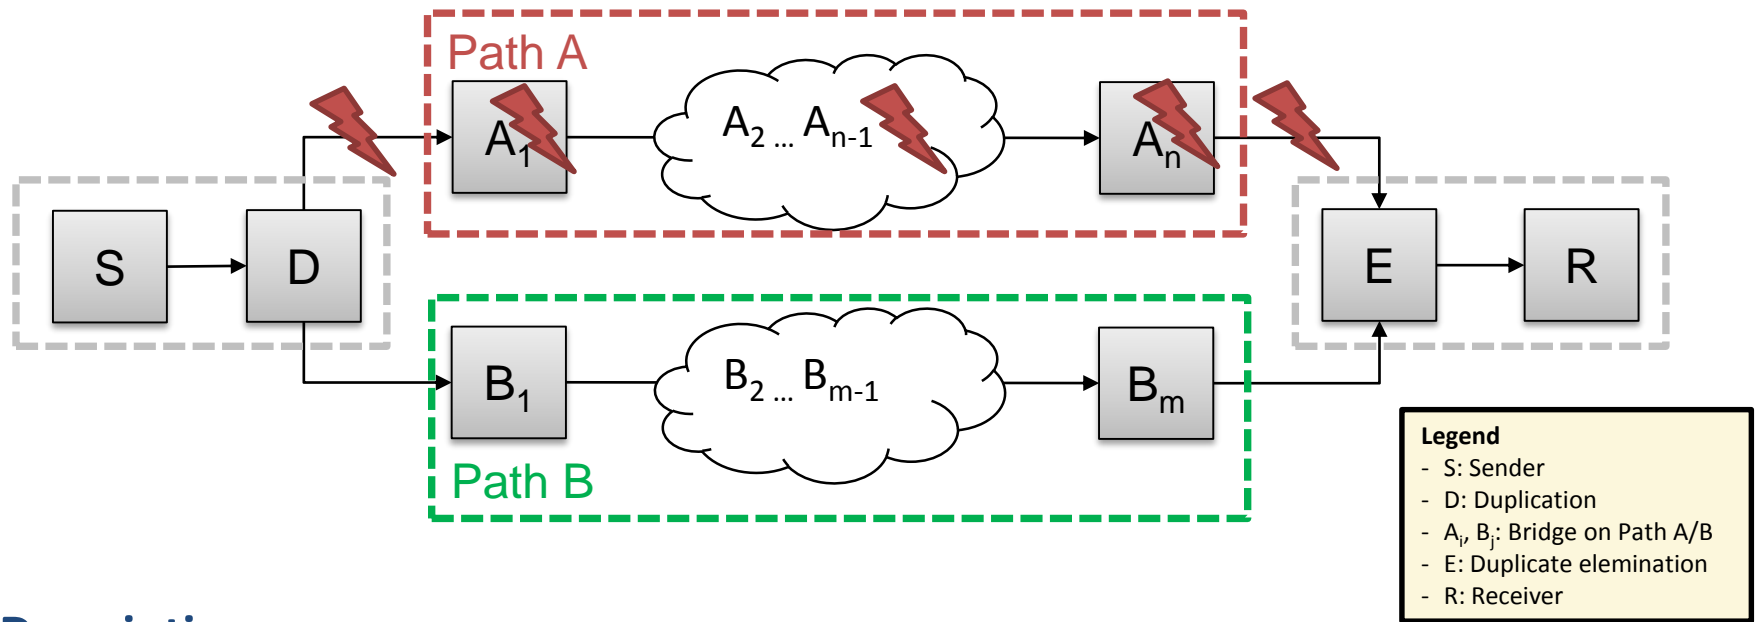 Path A
A1
A2 ... An-1
An
S
D
E
R
B1
B2 ... Bm-1
Bm
Path B
Legend
- S: Sender
- D: Duplication
- Ai, Bj: Bridge on Path A/B
- E: Duplicate elemination
- R: Receiver